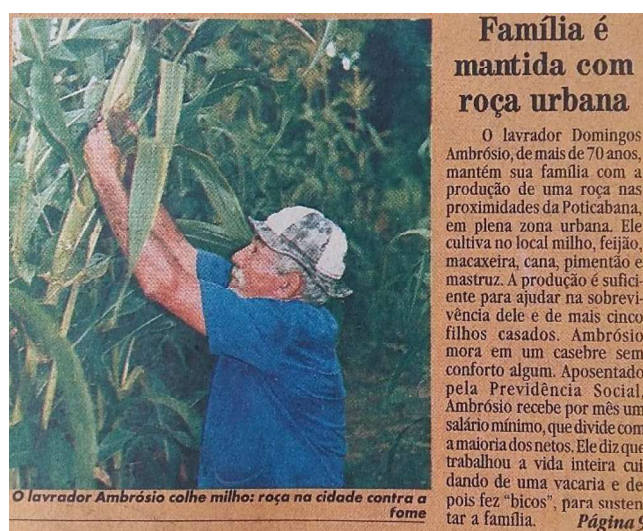 Família é
mantida com
roça urbana
O lavrador Domingos
Ambrósio, de mais de 70 anos,
mantém sua família com a
produção de uma roça nas
proximidades da Poticabana,
em plena zona urbana. Ele
cultiva no local milho, feijão,
macaxeira, cana, pimentão e
mastruz. A produção é sufici-
ente para ajudar na sobrevi-
vência dele e de mais cinco
filhos casados. Ambrósio
mora em um casebre sem
conforto algum. Aposentado
pela Previdência Social,
Ambrósio recebe por mês um
salário mínimo, que divide com
a maioria dos netos. Ele diz que
trabalhou a vida inteira cui
dando de uma vacaria e de
pois fez "bicos", para susten
tar a família. Página
O lavrador Ambrósio colhe milho: roça na cidade contra a
fome